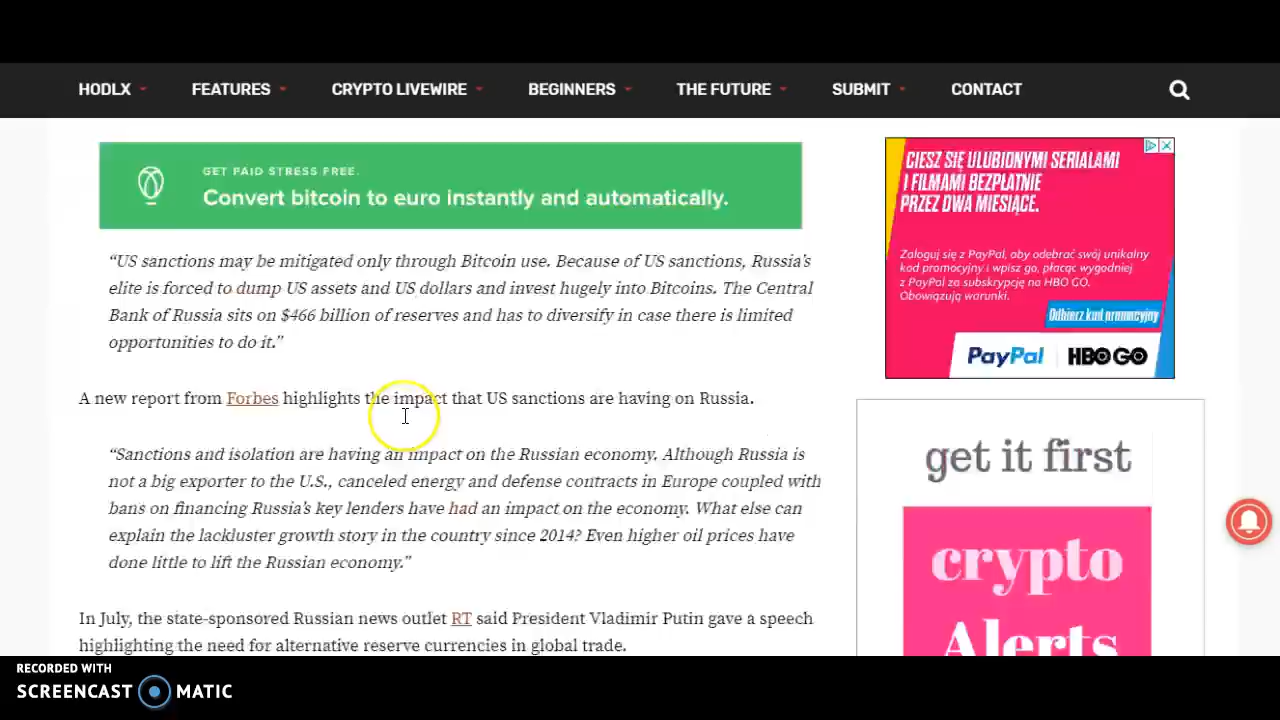 HODLX FEATURES CRYPTO LIVEWIRE BEGINNERS THE FUTURE SUBMIT CONTACT
GET PAID STRESS FREE.
Convert bitcoin to euro instantly and automatically.
“US sanctions may be mitigated only through Bitcoin use. Because of US sanctions, Russia’s
elite is forced to dump US assets and US dollars and invest hugely into Bitcoins. The Central
Bank of Russia sits on $466 billion of reserves and has to diversify in case there is limited
opportunities to do it.”
A new report from Forbes highlights the impact that US sanctions are having on Russia.
“Sanctions and isolation are having an impact on the Russian economy. Although Russia is
not a big exporter to the U.S., canceled energy and defense contracts in Europe coupled with
bans on financing Russia’s key lenders have had an impact on the economy. What else can
explain the lackluster growth story in the country since 2014? Even higher oil prices have
done little to lift the Russian economy.”
In July, the state-sponsored Russian news outlet RT said President Vladimir Putin gave a speech
highlighting the need for alternative reserve currencies in global trade.
CIESZ SIĘ ULUBIONYMI SERIALAMI
I FILMAMI BEZPŁATNIE
PRZEZ DWA MIESIĄCE.
Zaloguj się z PayPal, aby odebrać swój unikalny
kod promocyjny i wpisz go, płacąc wygodniej
z PayPal za subskrypcję na HBO GO.
Obowiązują warunki.
Odbierz kod promocyjny
PayPal HBO GO
get it first
crypto
Alerts
RECORDED WITH
SCREENCAST MATIC